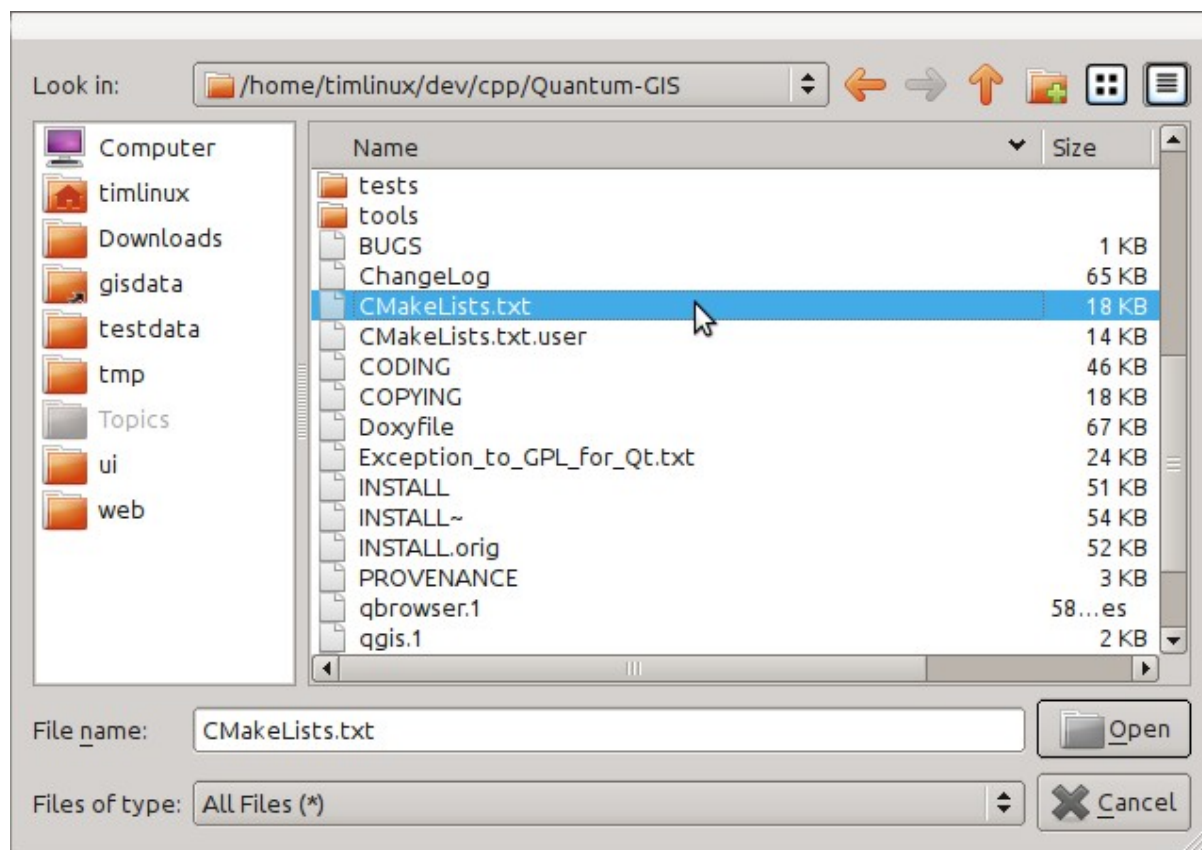 Look in: /home/timlinux/dev/cpp/Quantum-GIS
Computer
timlinux
Downloads
gisdata
testdata
tmp
Topics
ui
web
Name Size
tests
tools
BUGS 1 KB
ChangeLog 65 KB
CMakeLists.txt 18 KB
CMakeLists.txt.user 14 KB
CODING 46 KB
COPYING 18 KB
Doxyfile 67 KB
Exception_to_GPL_for_Qt.txt 24 KB
INSTALL 51 KB
INSTALL~ 54 KB
INSTALL.orig 52 KB
PROVENANCE 3 KB
qbrowser.1 58...es
qgis.1 2 KB
File name: CMakeLists.txt Open
Files of type: All Files (*) Cancel